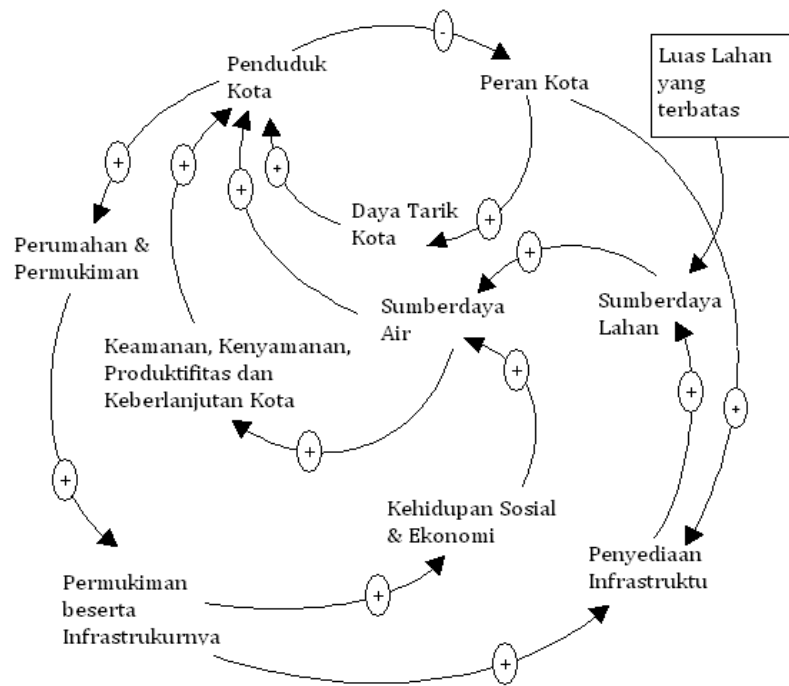 -
Penduduk
Kota
Peran Kota
Luas Lahan
yang
terbatas
+
+
+
+
Daya Tarik
Kota
+
Perumahan &
Permukiman
+
Sumberdaya
Air
Sumberdaya
Lahan
Keamanan, Kenyamanan,
Produktifitas dan
Keberlanjutan Kota
+
+
+
+
+
Kehidupan Sosial
& Ekonomi
Penyediaan
Infrastruktu
Permukiman
beserta
Infrastrukurnya
+
+